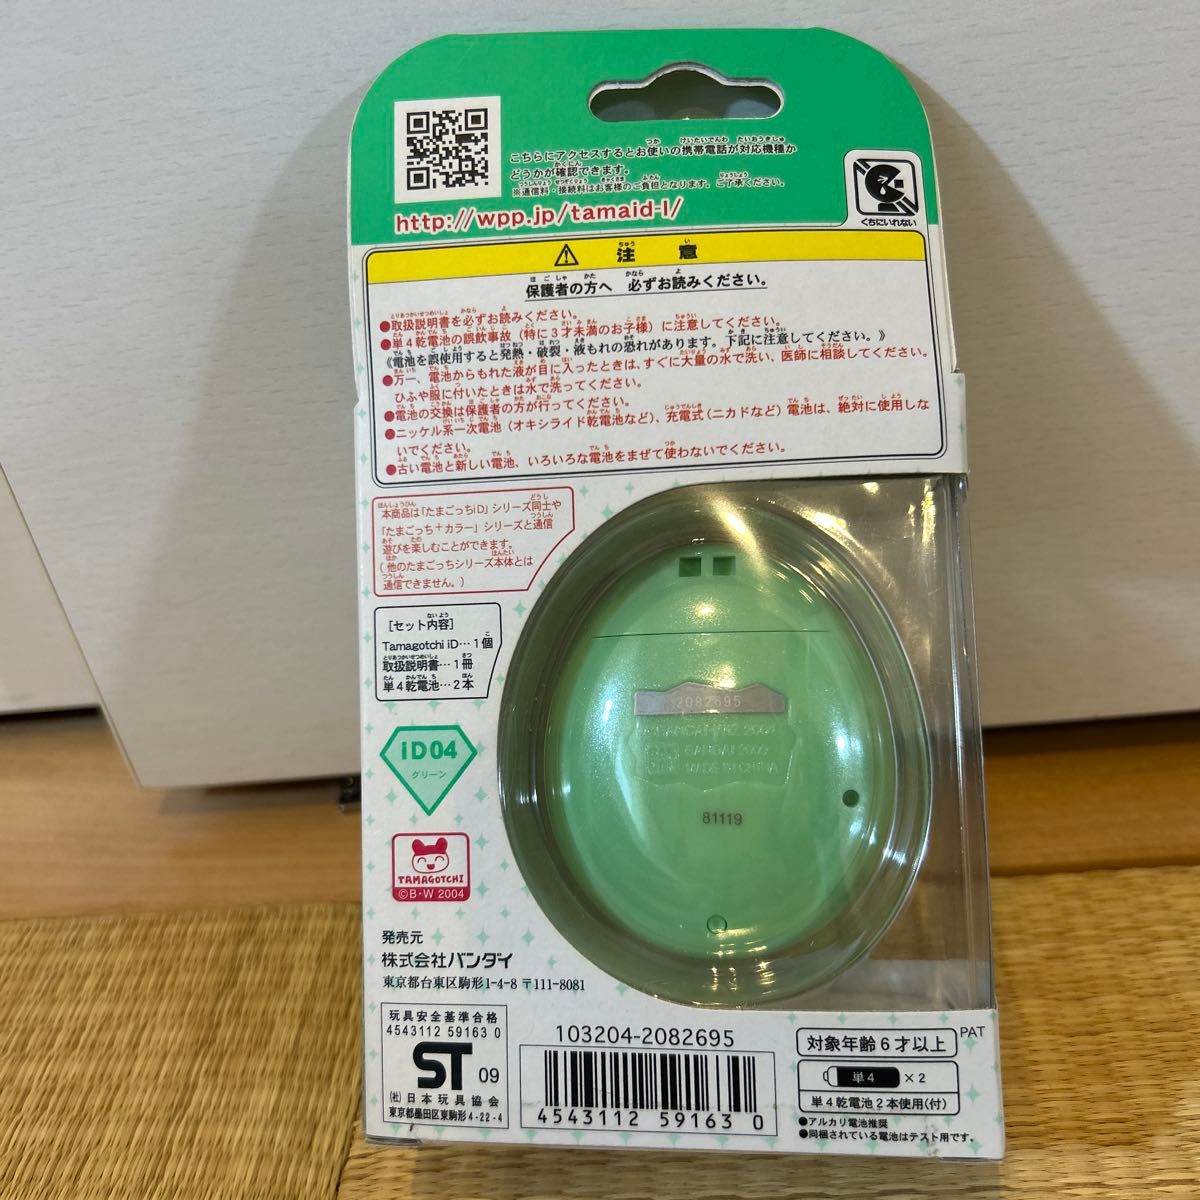 こちらにアクセスするとお使いの携帯電話が対応機種か
どうかが確認できます。
※通信料・接続料はお客様のご負担となります。ご了承ください。
http://wpp.jp/tamaid-l/
くちにいれない
注意
保護者の方へ 必ずお読みください。
●取扱説明書を必ずお読みください。
●単4乾電池の誤飲事故(特に3才未満のお子様)に注意してください。
《電池を誤使用すると発熱・破裂・液もれの恐れがあります。下記に注意してください。》
●万一、電池からもれた液が目に入ったときは、すぐに大量の水で洗い、医師に相談してください。
ひふや服に付いたときは水で洗ってください。
●電池の交換は保護者の方が行ってください。
●ニッケル系一次電池(オキシライド乾電池など)、充電式(ニカドなど)電池は、絶対に使用しな
いでください。
●古い電池と新しい電池、いろいろな電池をまぜて使わないでください。
本商品は「たまごっちiD」シリーズ同士や
「たまごっち+カラー」シリーズと通信
遊びを楽しむことができます。
(他のたまごっちシリーズ本体とは
通信できません。)
[セット内容]
Tamagotchi iD…1個
取扱説明書…1冊
単4乾電池…2本
iD04
グリーン
TAMAGOTCHI
©B・W 2004
2082695
BANDAI 2009
MADE IN CHINA
81119
発売元
株式会社バンダイ
東京都台東区駒形1-4-8 〒111-8081
玩具安全基準合格
4543112 59163 0
ST 09
(社)日本玩具協会
東京都墨田区東駒形4-22-4
103204-2082695
4543112 591630
PAT
対象年齢6才以上
単4 ×2
単4乾電池2本使用(付)
●アルカリ電池推奨
●同梱されている電池はテスト用です。